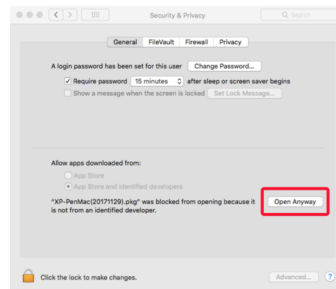 Security & Privacy
Search
General FileVault Firewall Privacy
A login password has been set for this user Change Password...
Require password 15 minutes after sleep or screen saver begins
Show a message when the screen is locked Set Lock Message...
Allow apps downloaded from:
App Store
App Store and identified developers
"XP-PenMac(20171129).pkg" was blocked from opening because it
is not from an identified developer.
Open Anyway
Click the lock to make changes.
Advanced...
?